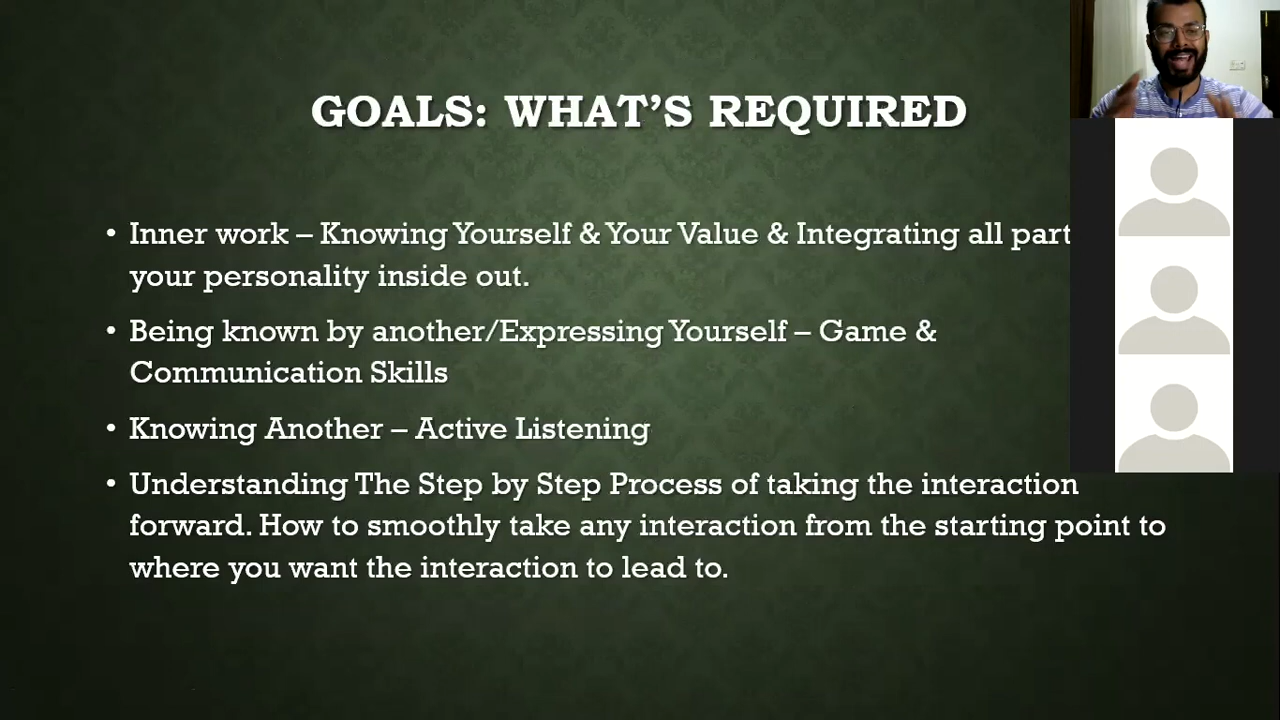 GOALS: WHAT'S REQUIRED
• Inner work – Knowing Yourself & Your Value & Integrating all part
your personality inside out.
• Being known by another/Expressing Yourself – Game &
Communication Skills
• Knowing Another – Active Listening
• Understanding The Step by Step Process of taking the interaction
forward. How to smoothly take any interaction from the starting point to
where you want the interaction to lead to.